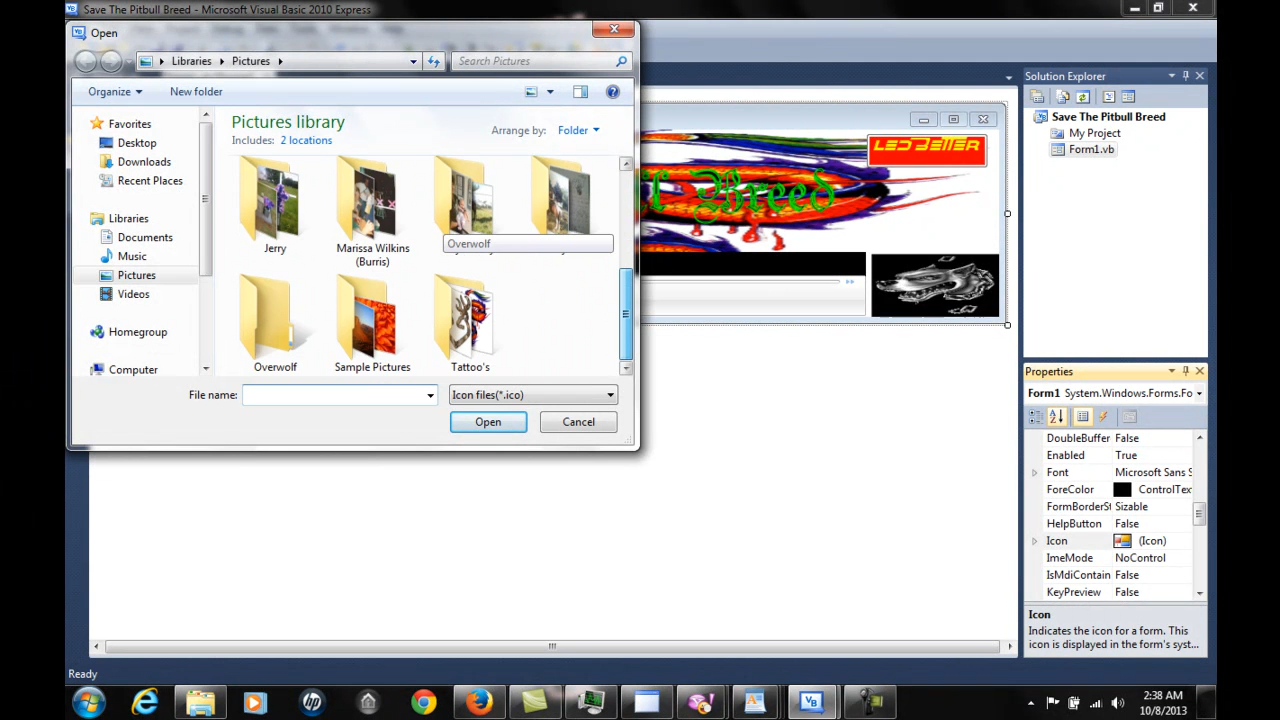 Save The Pitbull Breed - Microsoft Visual Basic 2010 Express
Open
Libraries
Pictures
Search Pictures
Organize
New folder
Favorites
Desktop
Downloads
Recent Places
Libraries
Documents
Music
Pictures
Videos
Homegroup
Computer
Pictures library
Includes: 2 locations
Arrange by: Folder
Jerry
Marissa Wilkins
(Burris)
Overwolf
Overwolf
Sample Pictures
Tattoo's
File name:
Icon files(*.ico)
Open
Cancel
LEDBETTER
Breed
Solution Explorer
Save The Pitbull Breed
My Project
Form1.vb
Properties
Form1 System.Windows.Forms.Fo
DoubleBuffer False
Enabled True
Font Microsoft Sans S
ForeColor ControlTex
FormBorderSt Sizable
HelpButton False
Icon (Icon)
ImeMode NoControl
IsMdiContain False
KeyPreview False
Icon
Indicates the icon for a form. This
icon is displayed in the form's syst...
Ready
2:38 AM
10/8/2013